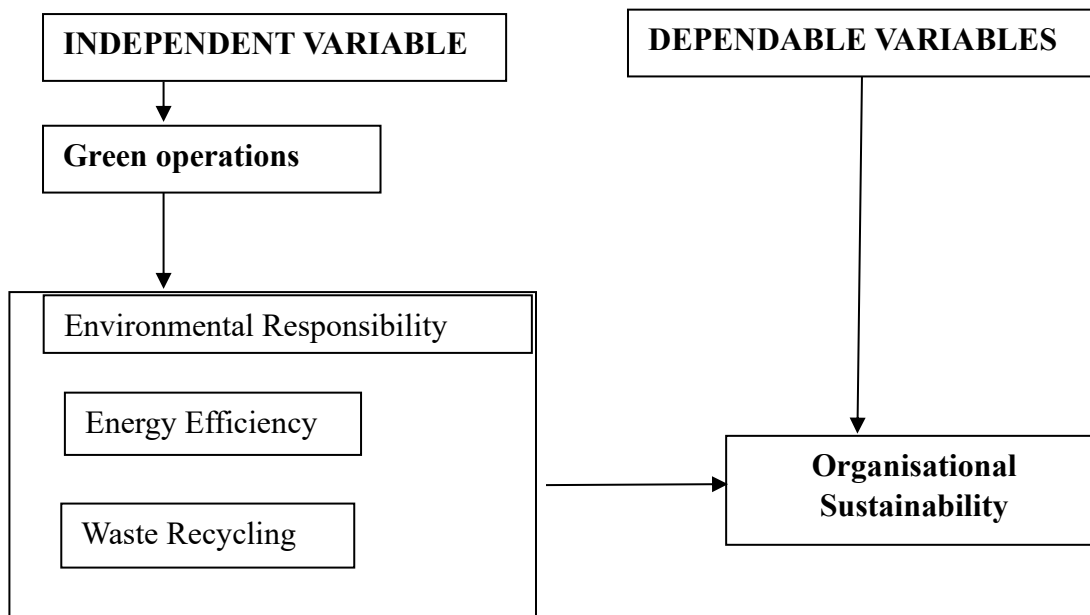 INDEPENDENT VARIABLE
DEPENDABLE VARIABLES
Green operations
Environmental Responsibility
Energy Efficiency
Waste Recycling
Organisational
Sustainability